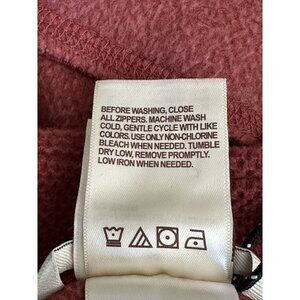 BEFORE WASHING, CLOSE
ALL ZIPPERS. MACHINE WASH
COLD, GENTLE CYCLE WITH LIKE
COLORS. USE ONLY NON-CHLORINE
BLEACH WHEN NEEDED. TUMBLE
DRY LOW, REMOVE PROMPTLY.
LOW IRON WHEN NEEDED.